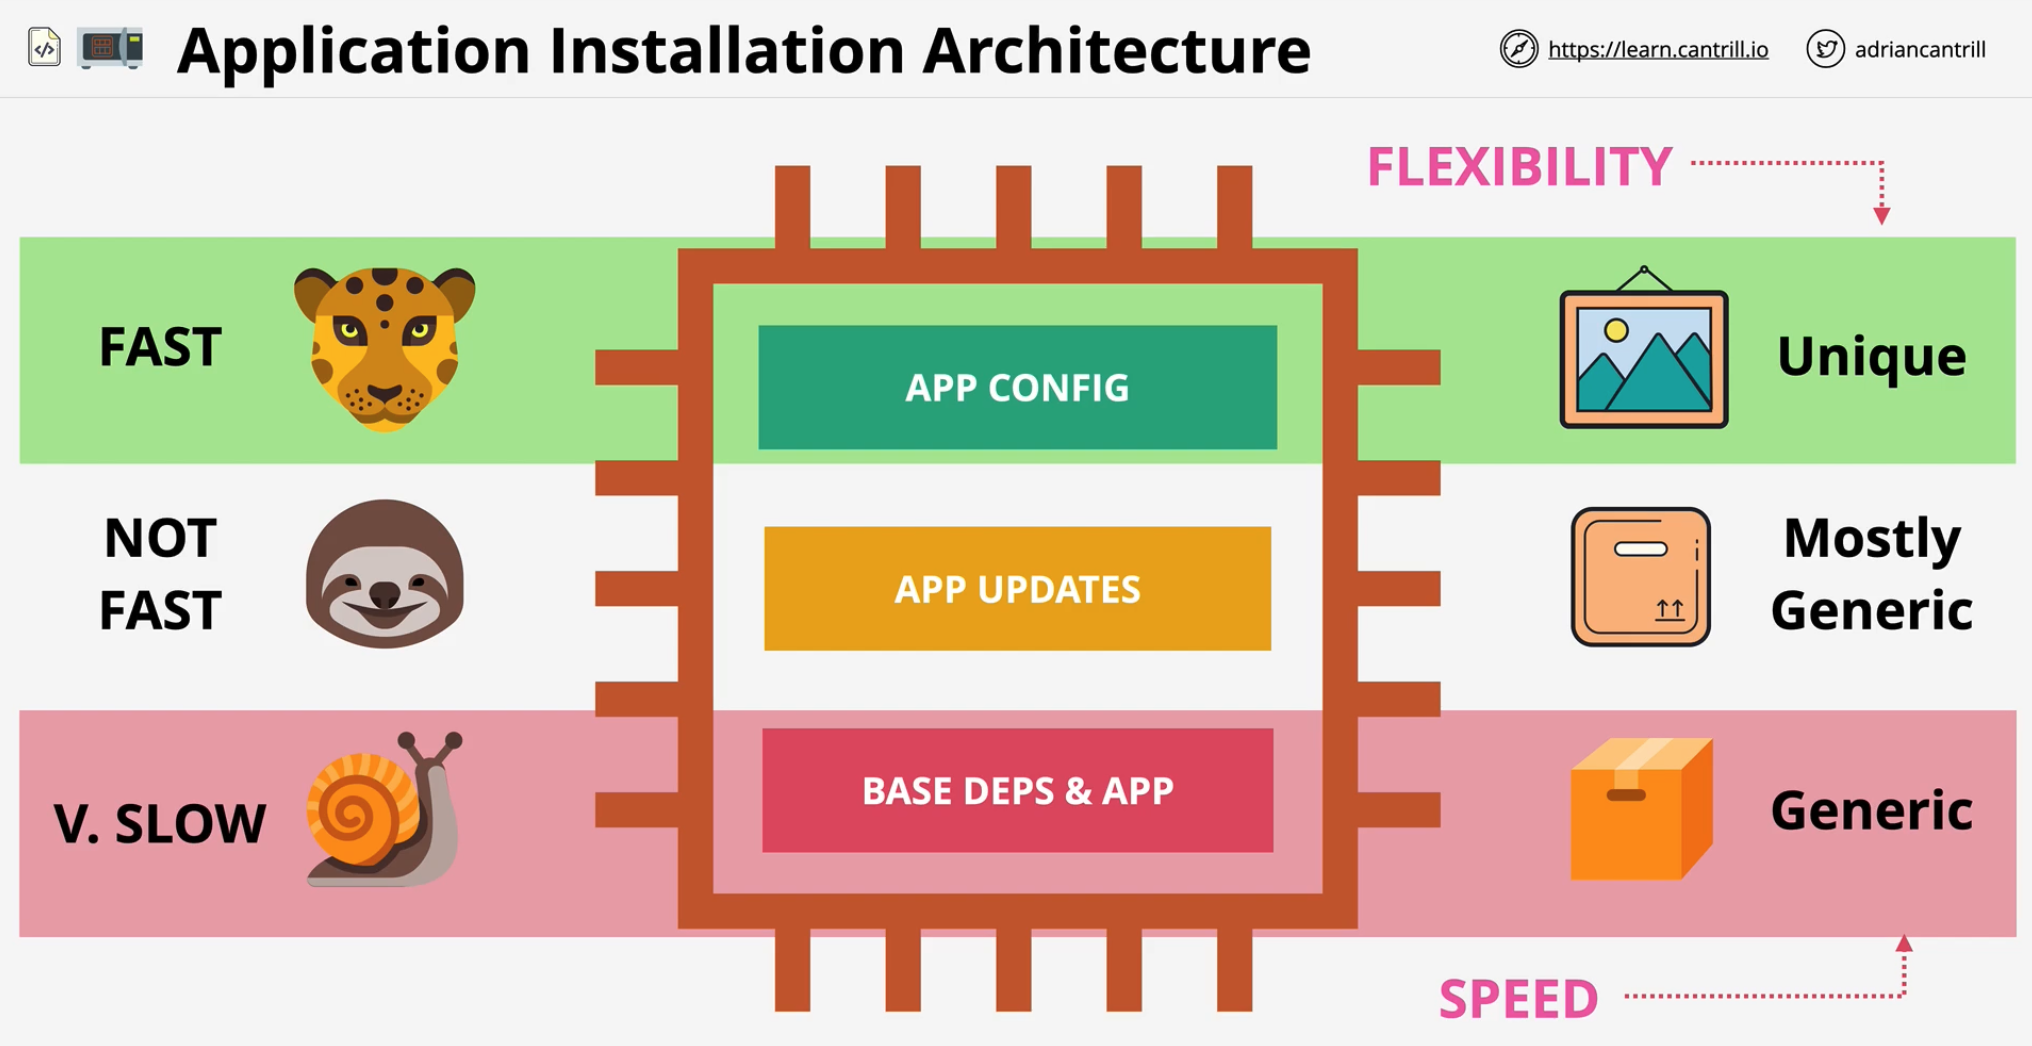 Application Installation Architecture
https://learn.cantrill.io
adriancantrill
FLEXIBILITY
FAST
APP CONFIG
Unique
NOT
FAST
APP UPDATES
Mostly
Generic
V. SLOW
BASE DEPS & APP
Generic
SPEED